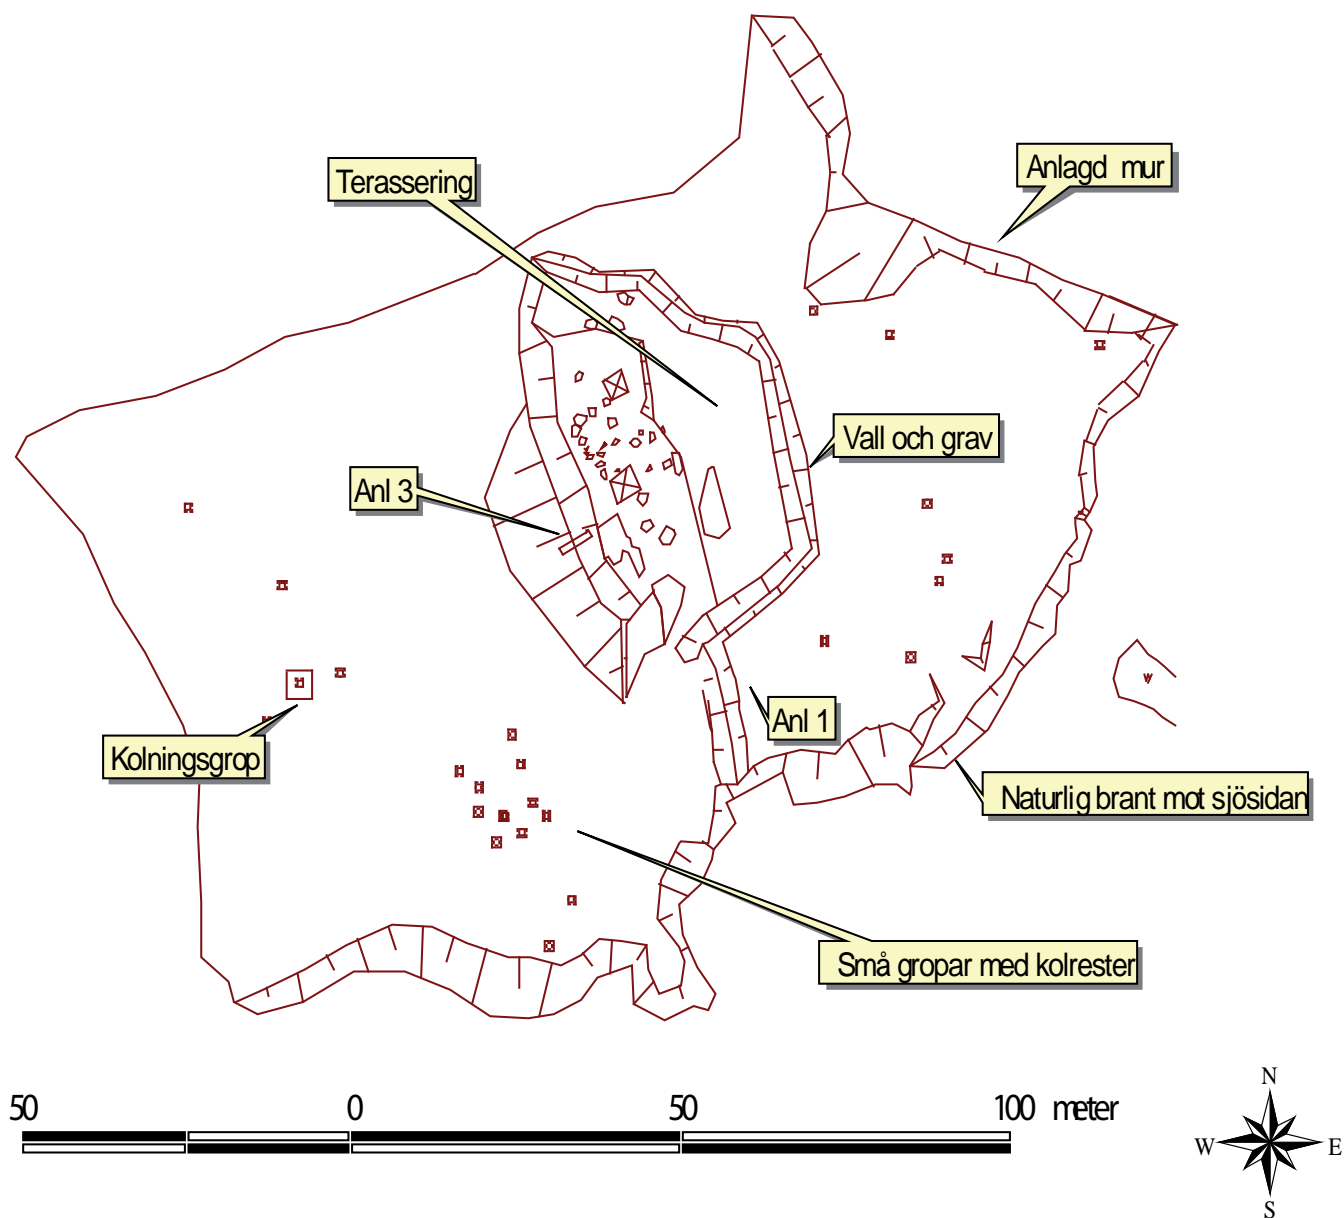 Anlagd mur
Terassering
Vall och grav
Anl 3
Anl 1
Kolningsgrop
Naturlig brant mot sjösidan
Små gropar med kolrester
50 0 50 100 meter
N
W E
S